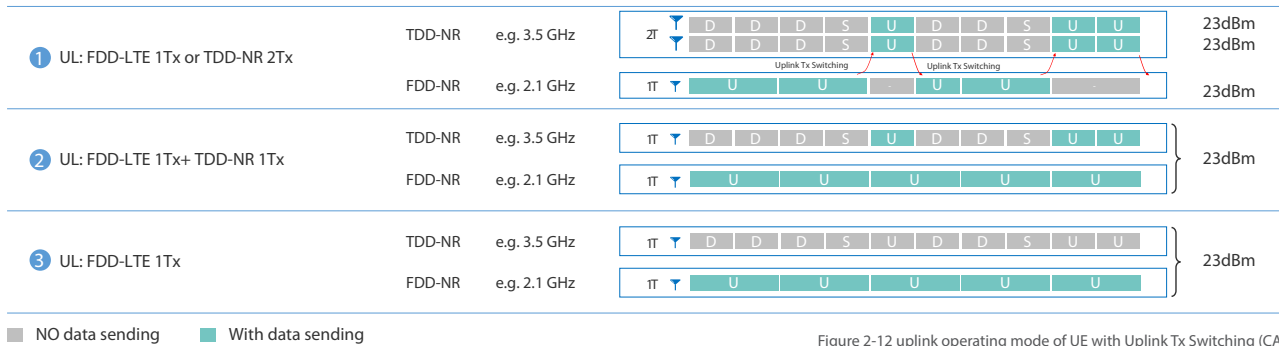 TDD-NR e.g. 3.5 GHz 2T D D D S U D D S U U 23dBm
D D D S U D D S U U 23dBm
1 UL: FDD-LTE 1Tx or TDD-NR 2Tx
Uplink Tx Switching Uplink Tx Switching
FDD-NR e.g. 2.1 GHz 1T U U - U U - 23dBm
TDD-NR e.g. 3.5 GHz 1T D D D S U D D S U U
2 UL: FDD-LTE 1Tx+ TDD-NR 1Tx 23dBm
FDD-NR e.g. 2.1 GHz 1T U U U U U
TDD-NR e.g. 3.5 GHz 1T D D D S U D D S U U
3 UL: FDD-LTE 1Tx 23dBm
FDD-NR e.g. 2.1 GHz 1T U U U U U
NO data sending With data sending
Figure 2-12 uplink operating mode of UE with Uplink Tx Switching (CA